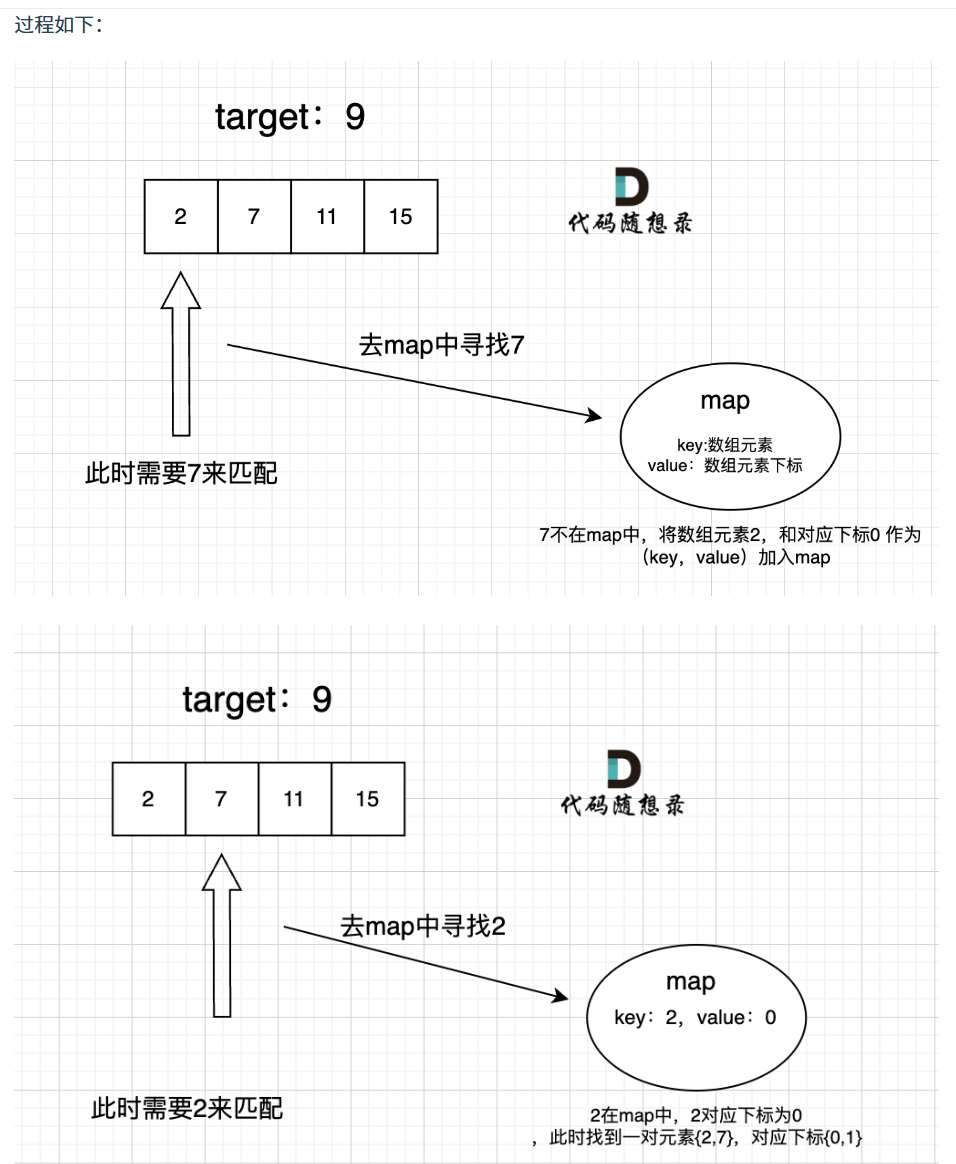 过程如下：
target：9
2 7 11 15
代码随想录
去map中寻找7
map
key:数组元素
value：数组元素下标
此时需要7来匹配
7不在map中，将数组元素2，和对应下标0 作为
（key，value）加入map
target：9
2 7 11 15
代码随想录
去map中寻找2
map
key：2，value：0
此时需要2来匹配
2在map中，2对应下标为0
，此时找到一对元素{2,7}，对应下标{0,1}